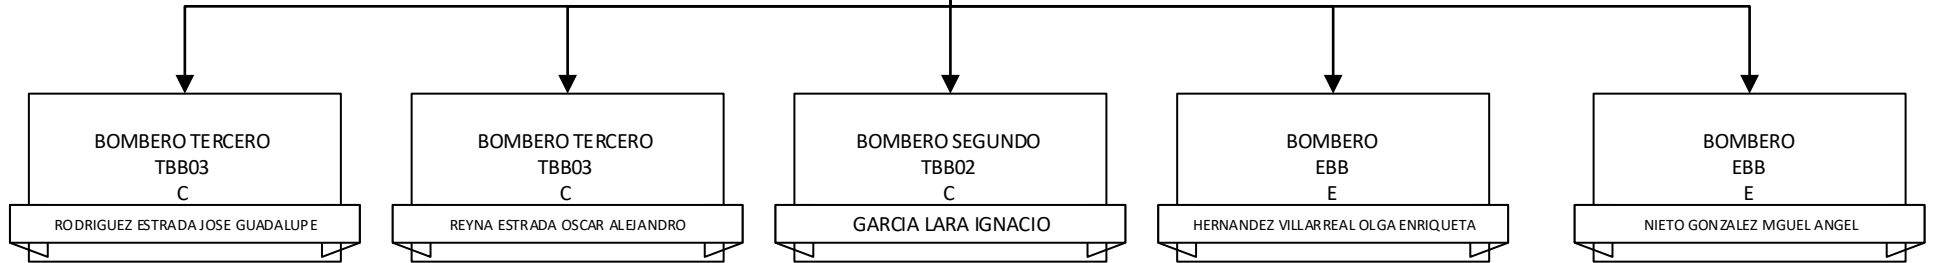 BOMBERO TERCERO
TBB03
C
RODRIGUEZ ESTRADA JOSE GUADALUPE
BOMBERO TERCERO
TBB03
C
REYNA ESTRADA OSCAR ALEJANDRO
BOMBERO SEGUNDO
TBB02
C
GARCIA LARA IGNACIO
BOMBERO
EBB
E
HERNANDEZ VILLARREAL OLGA ENRIQUETA
BOMBERO
EBB
E
NIETO GONZALEZ MGUEL ANGEL